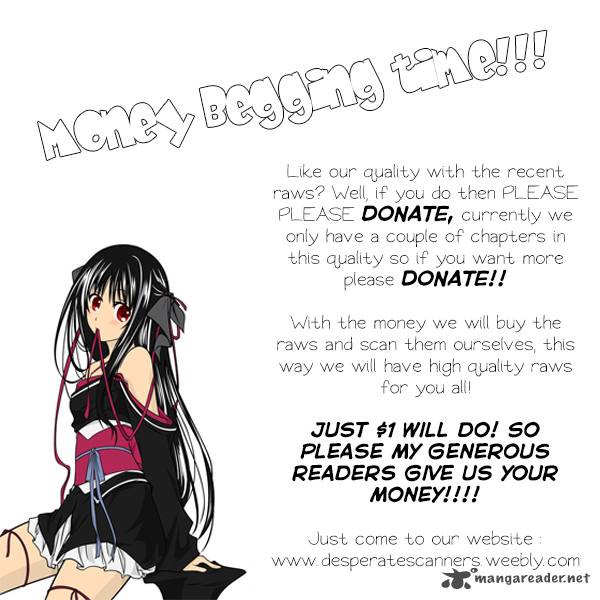 Money Begging time!!!
Like our quality with the recent
raws? Well, if you do then PLEASE
PLEASE DONATE, currently we
only have a couple of chapters in
this quality so if you want more
please DONATE!!
With the money we will buy the
raws and scan them ourselves, this
way we will have high quality raws
for you all!
JUST $1 WILL DO! SO
PLEASE MY GENEROUS
READERS GIVE US YOUR
MONEY!!!!
Just come to our website :
www.desperatescanners.weebly.com
mangareader.net